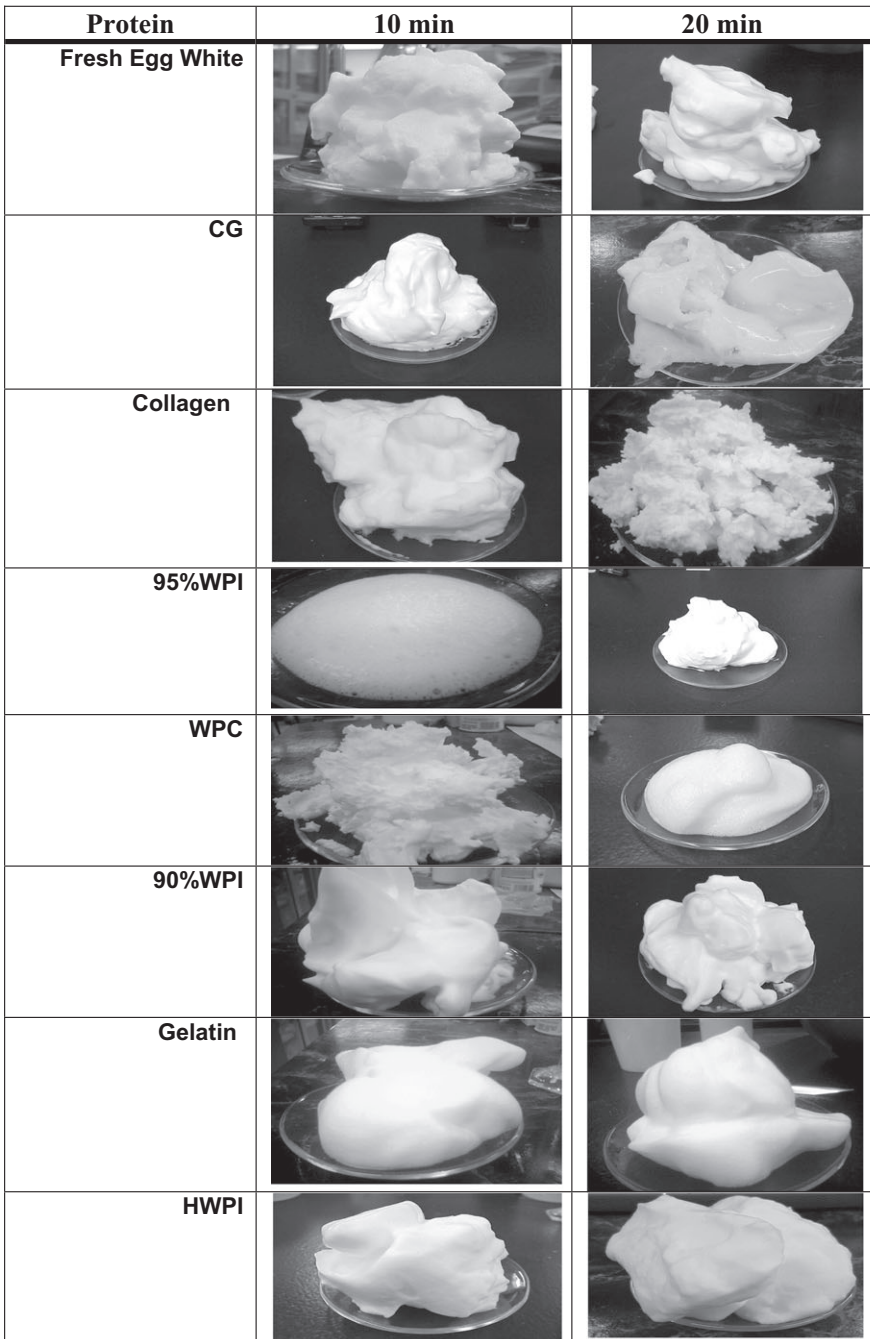 Protein 10 min 20 min
Fresh Egg White
CG
Collagen
95%WPI
WPC
90%WPI
Gelatin
HWPI